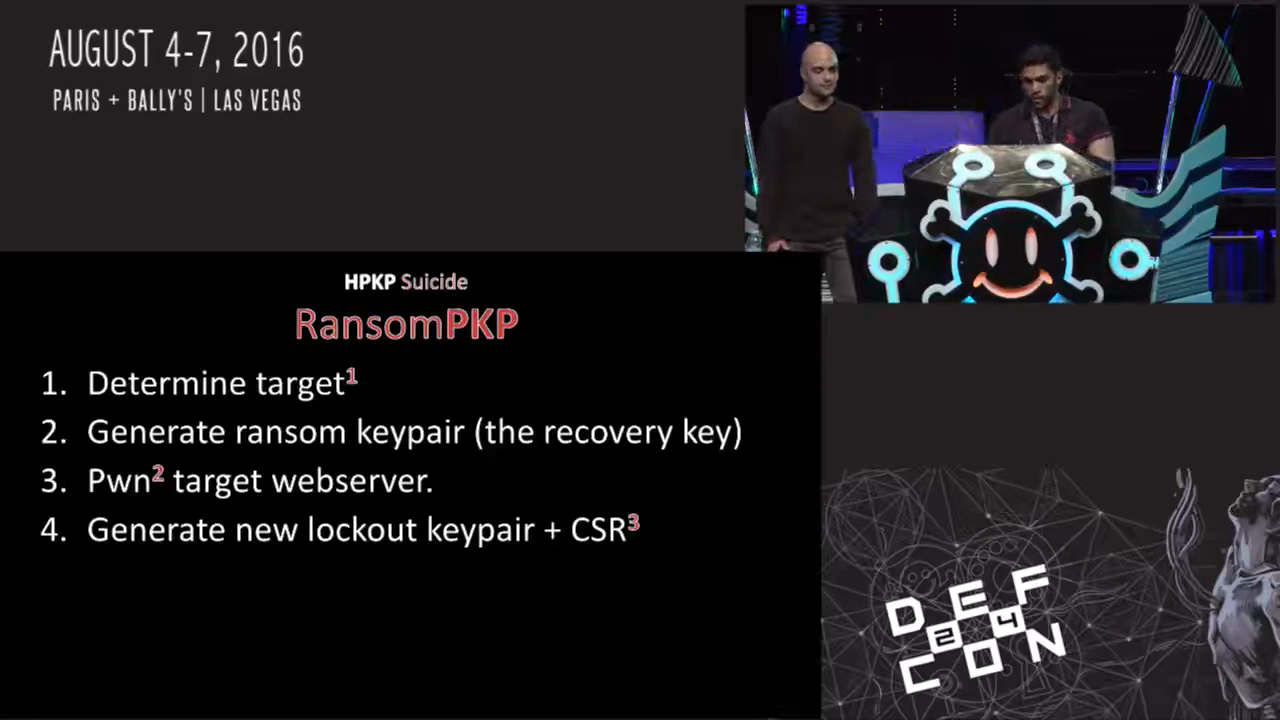 AUGUST 4-7, 2016
PARIS + BALLY'S | LAS VEGAS
HPKP Suicide
RansomPKP
1. Determine target1
2. Generate ransom keypair (the recovery key)
3. Pwn2 target webserver.
4. Generate new lockout keypair + CSR3
DEF
24
CON